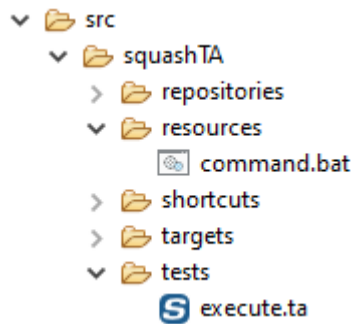 src
squashTA
repositories
resources
command.bat
shortcuts
targets
tests
execute.ta